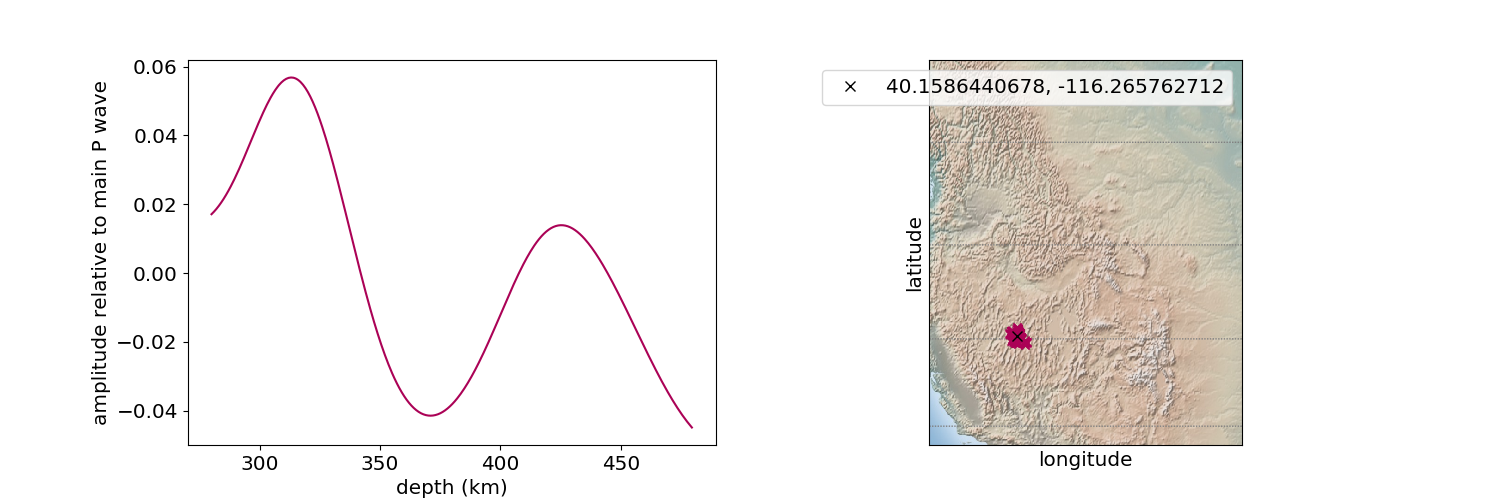 amplitude relative to main P wave
0.06
0.04
0.02
0.00
−0.02
−0.04
300 350 400 450
depth (km)
40.1586440678, -116.265762712
latitude
longitude